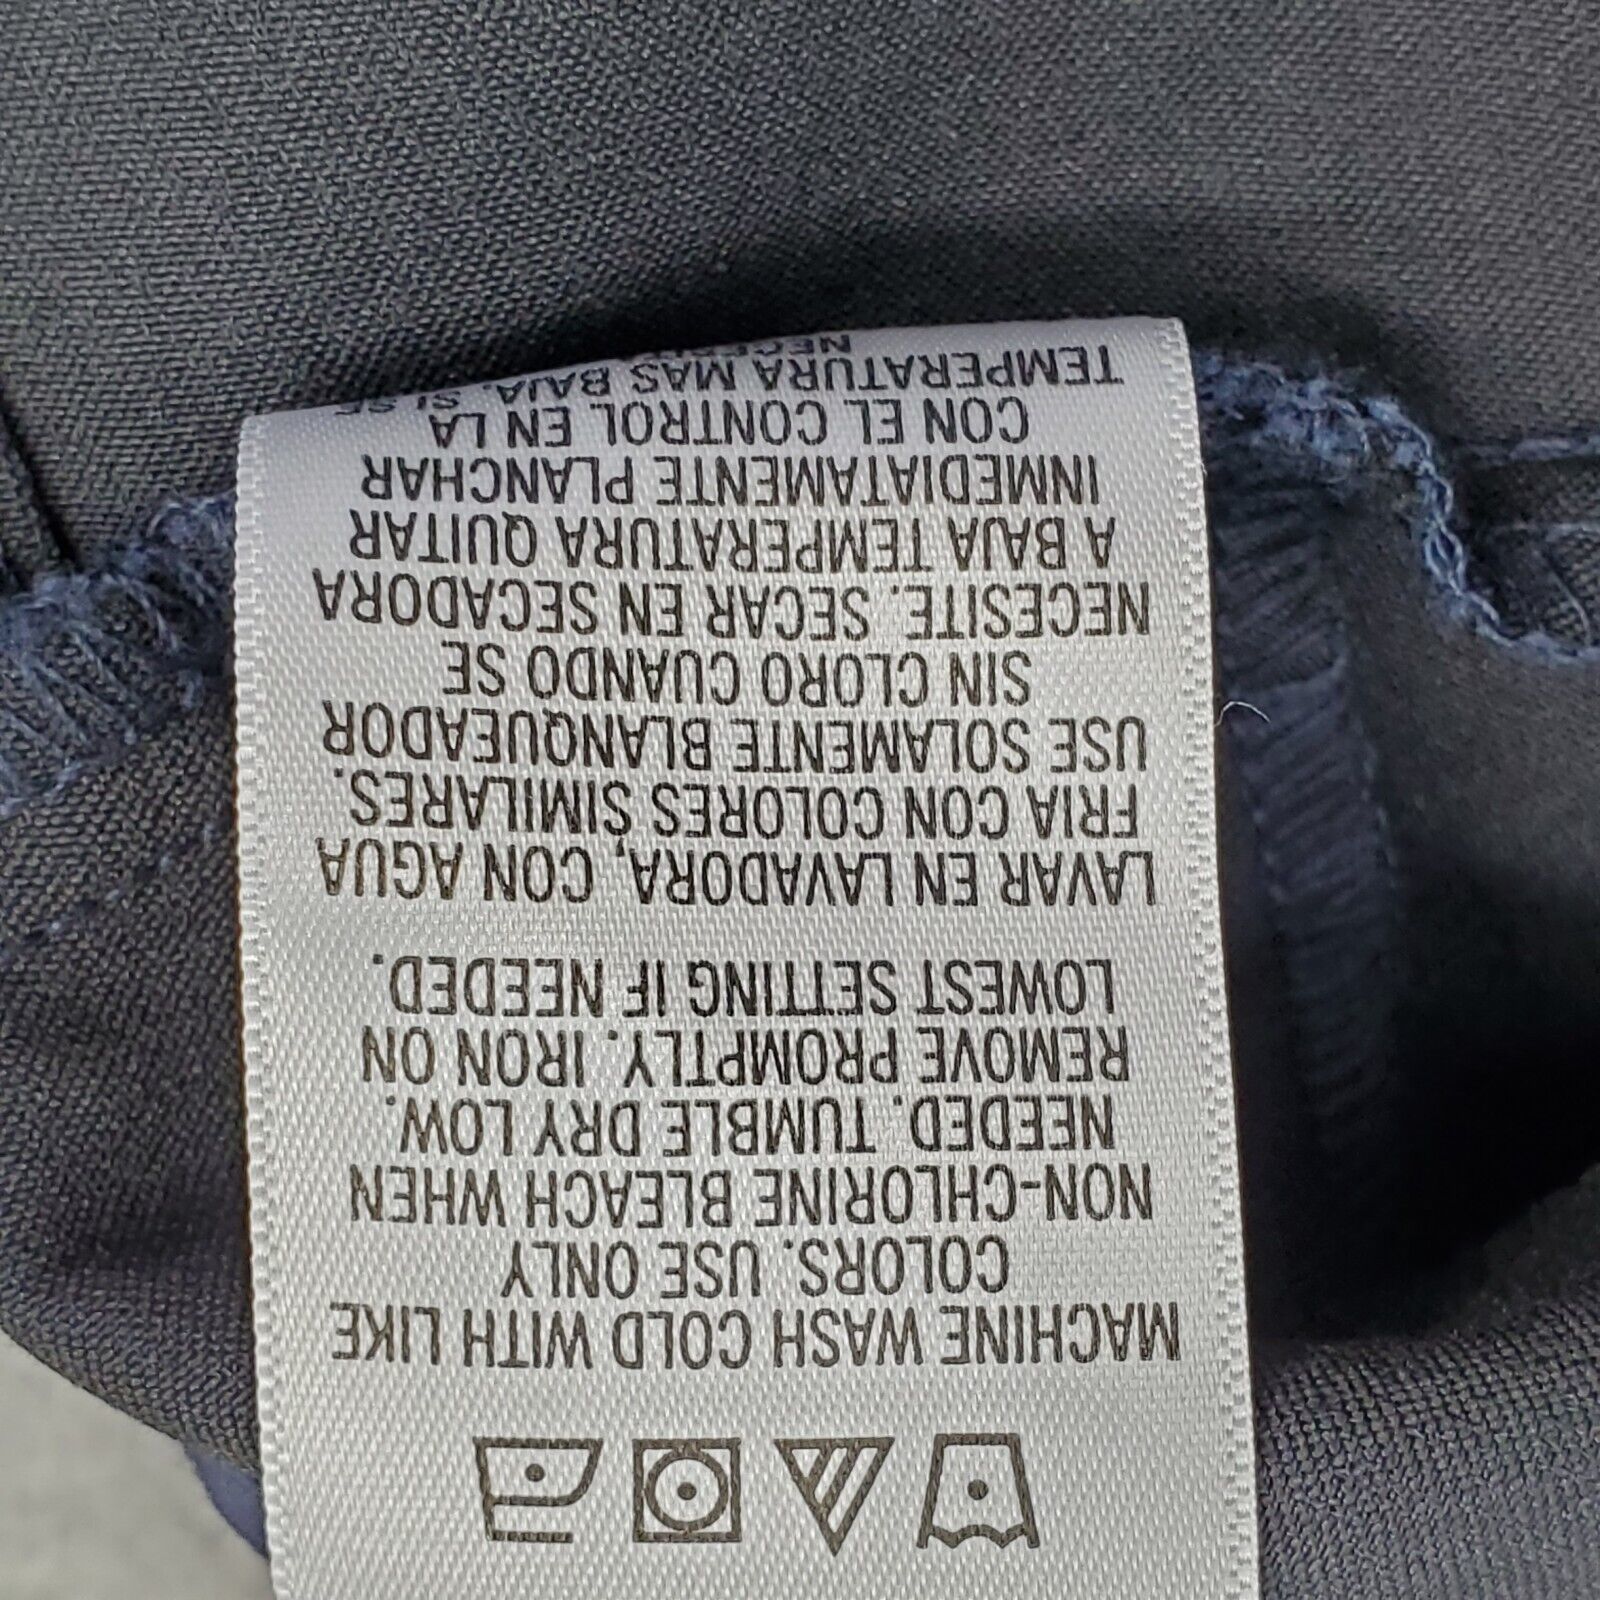 MACHINE WASH COLD WITH LIKE
COLORS. USE ONLY
NON-CHLORINE BLEACH WHEN
NEEDED. TUMBLE DRY LOW.
REMOVE PROMPTLY. IRON ON
LOWEST SETTING IF NEEDED.
LAVAR EN LAVADORA, CON AGUA
FRIA CON COLORES SIMILARES.
USE SOLAMENTE BLANQUEADOR
SIN CLORO CUANDO SE
NECESITE. SECAR EN SECADORA
A BAJA TEMPERATURA QUITAR
INMEDIATAMENTE PLANCHAR
CON EL CONTROL EN LA
TEMPERATURA MAS BAJA. SI SE